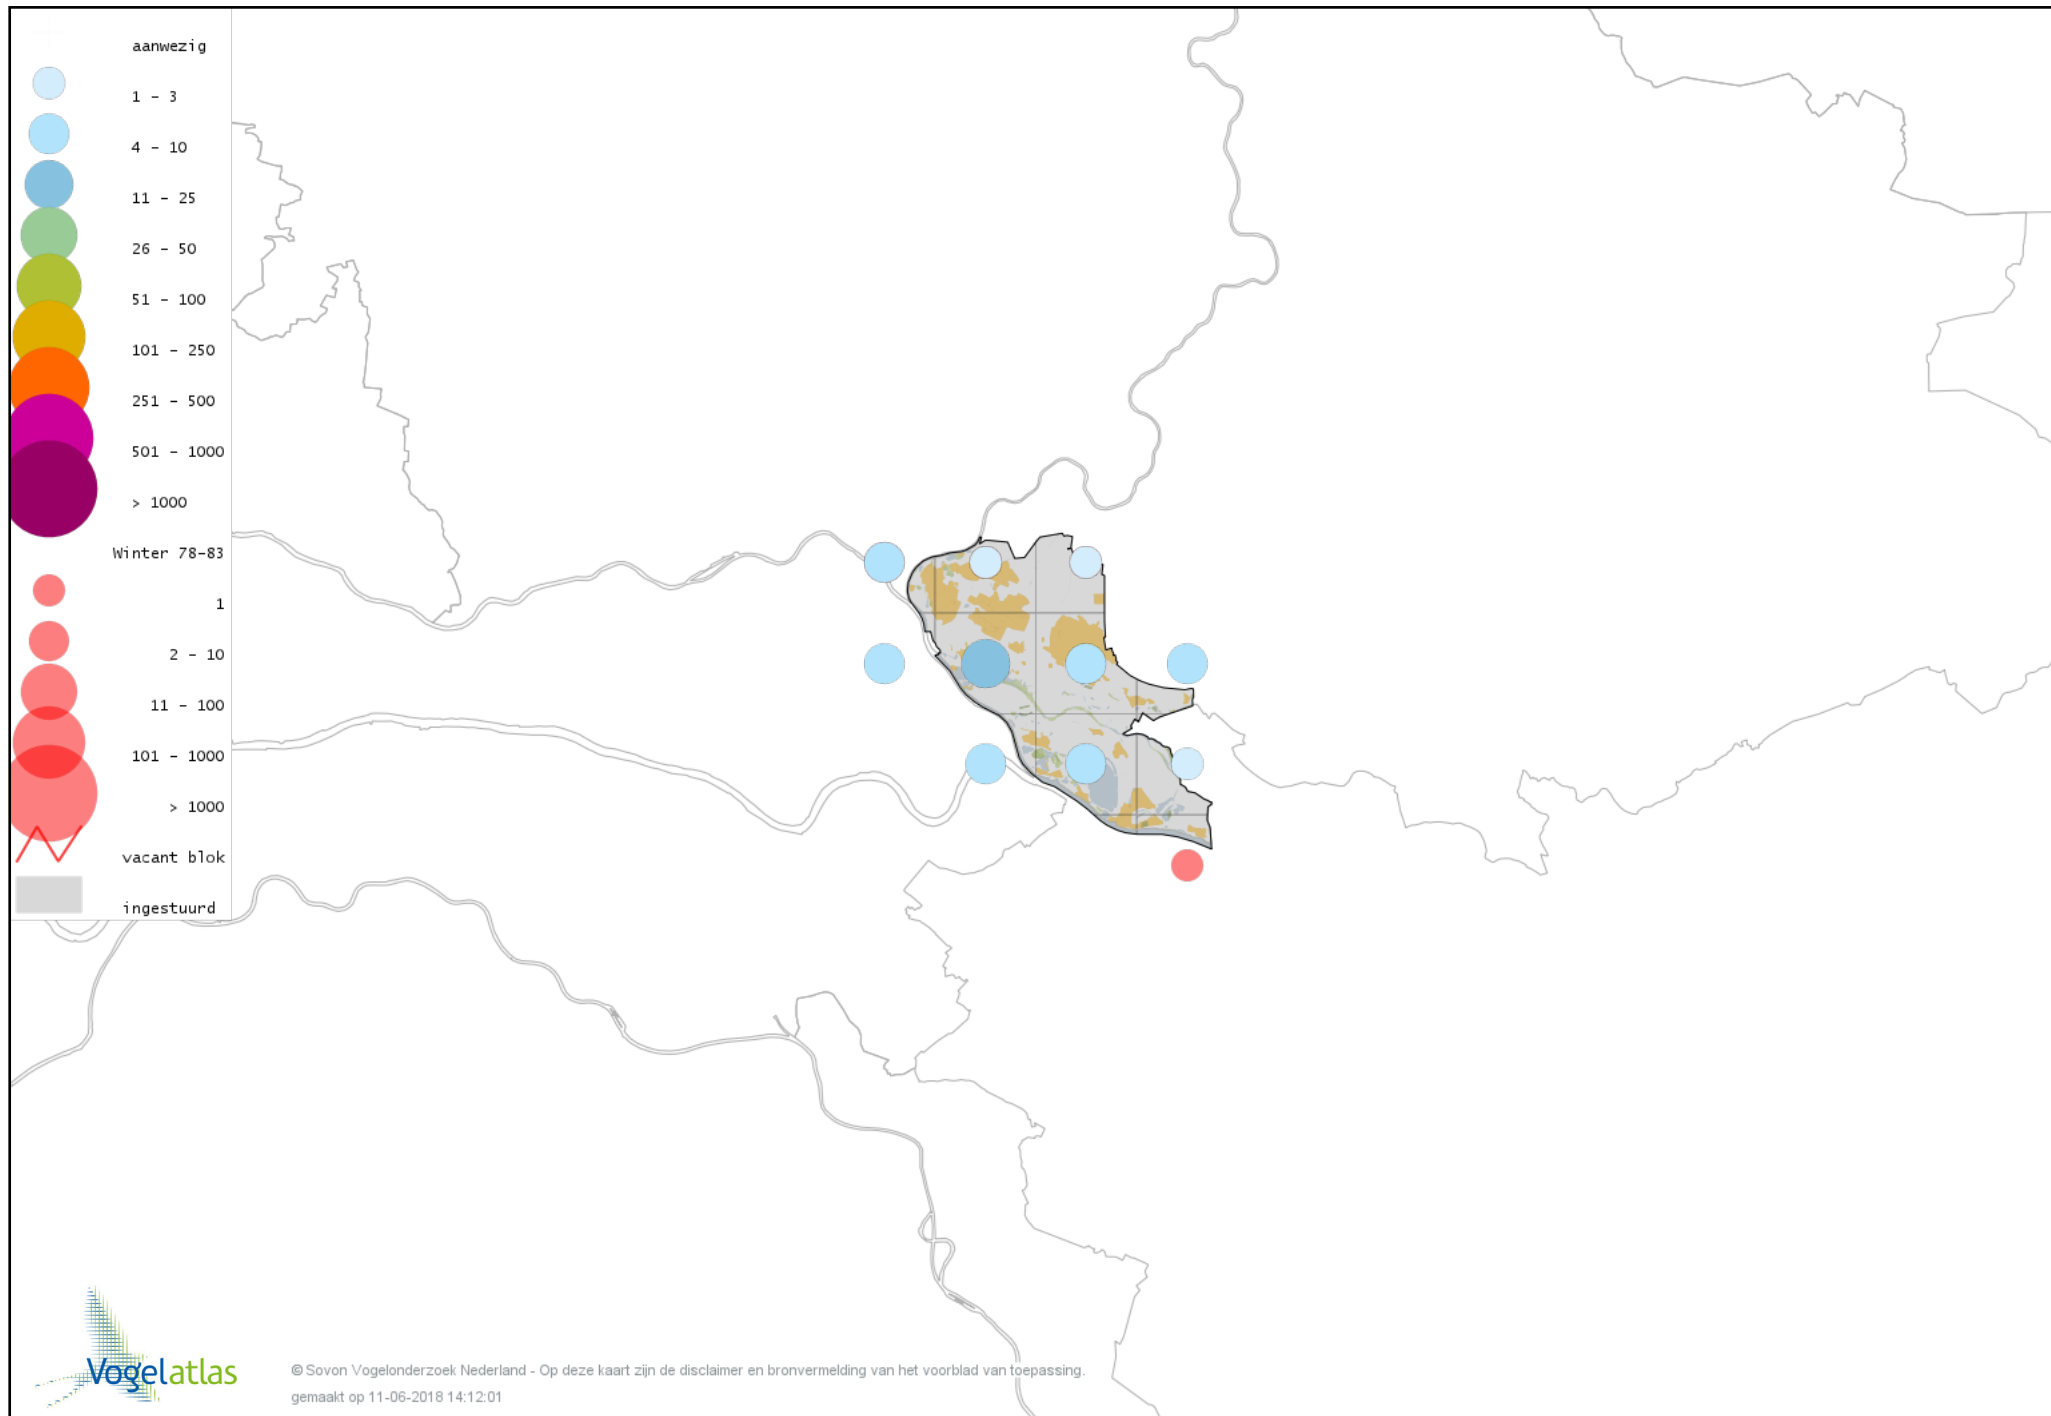 aanwezig
1 - 3
4 - 10
11 - 25
26 - 50
51 - 100
101 - 250
251 - 500
501 - 1000
> 1000
Winter 78-83
1
2 - 10
11 - 100
101 - 1000
> 1000
vacant blok
ingestuurd
Vogelatlas
© Sovon Vogelonderzoek Nederland - Op deze kaart zijn de disclaimer en bronvermelding van het voorblad van toepassing.
gemaakt op 11-06-2018 14:12:01